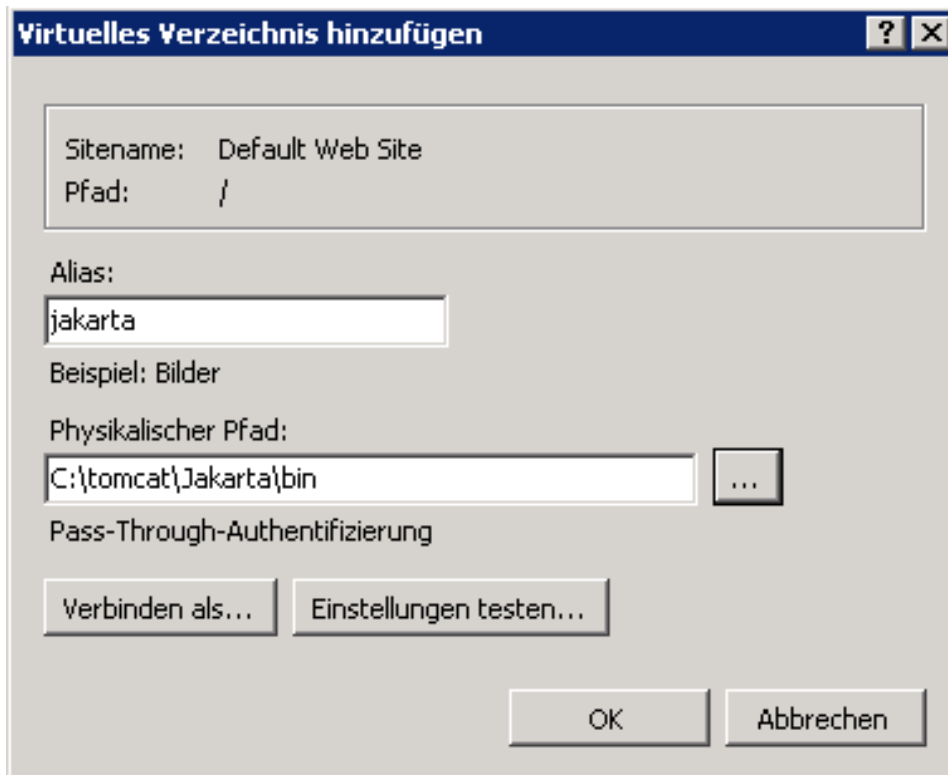 Virtuelles Verzeichnis hinzufügen
Sitename: Default Web Site
Pfad: /
Alias:
jakarta
Beispiel: Bilder
Physikalischer Pfad:
C:\tomcat\Jakarta\bin
...
Pass-Through-Authentifizierung
Verbinden als... Einstellungen testen...
OK Abbrechen